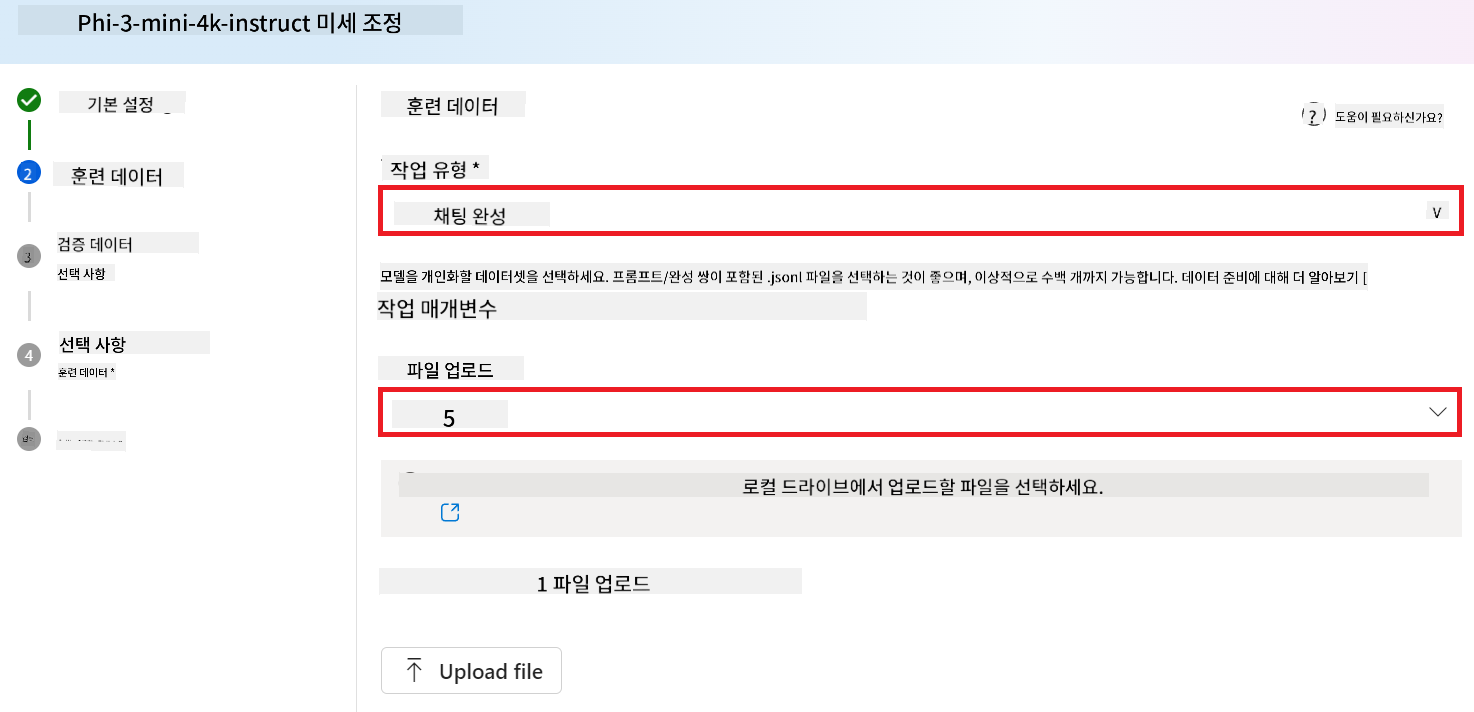 Phi-3-mini-4k-instruct 미세 조정
기본 설정
2
훈련 데이터
3
검증 데이터
선택 사항
4
선택 사항
훈련 데이터 *
훈련 데이터
?
도움이 필요하신가요?
작업 유형 *
채팅 완성
V
모델을 개인화할 데이터셋을 선택하세요. 프롬프트/완성 쌍이 포함된 .jsonl 파일을 선택하는 것이 좋으며, 이상적으로 수백 개까지 가능합니다. 데이터 준비에 대해 더 알아보기 [
작업 매개변수
파일 업로드
5
로컬 드라이브에서 업로드할 파일을 선택하세요.
1 파일 업로드
Upload file